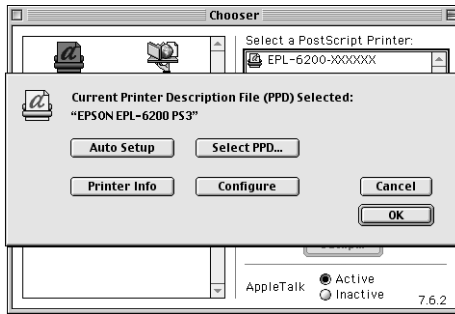 Chooser
Select a PostScript Printer:
EPL-6200-XXXXXX
Current Printer Description File (PPD) Selected:
“EPSON EPL-6200 PS3”
Auto Setup
Select PPD...
Printer Info
Configure
Cancel
OK
AppleTalk
Active
Inactive
7.6.2